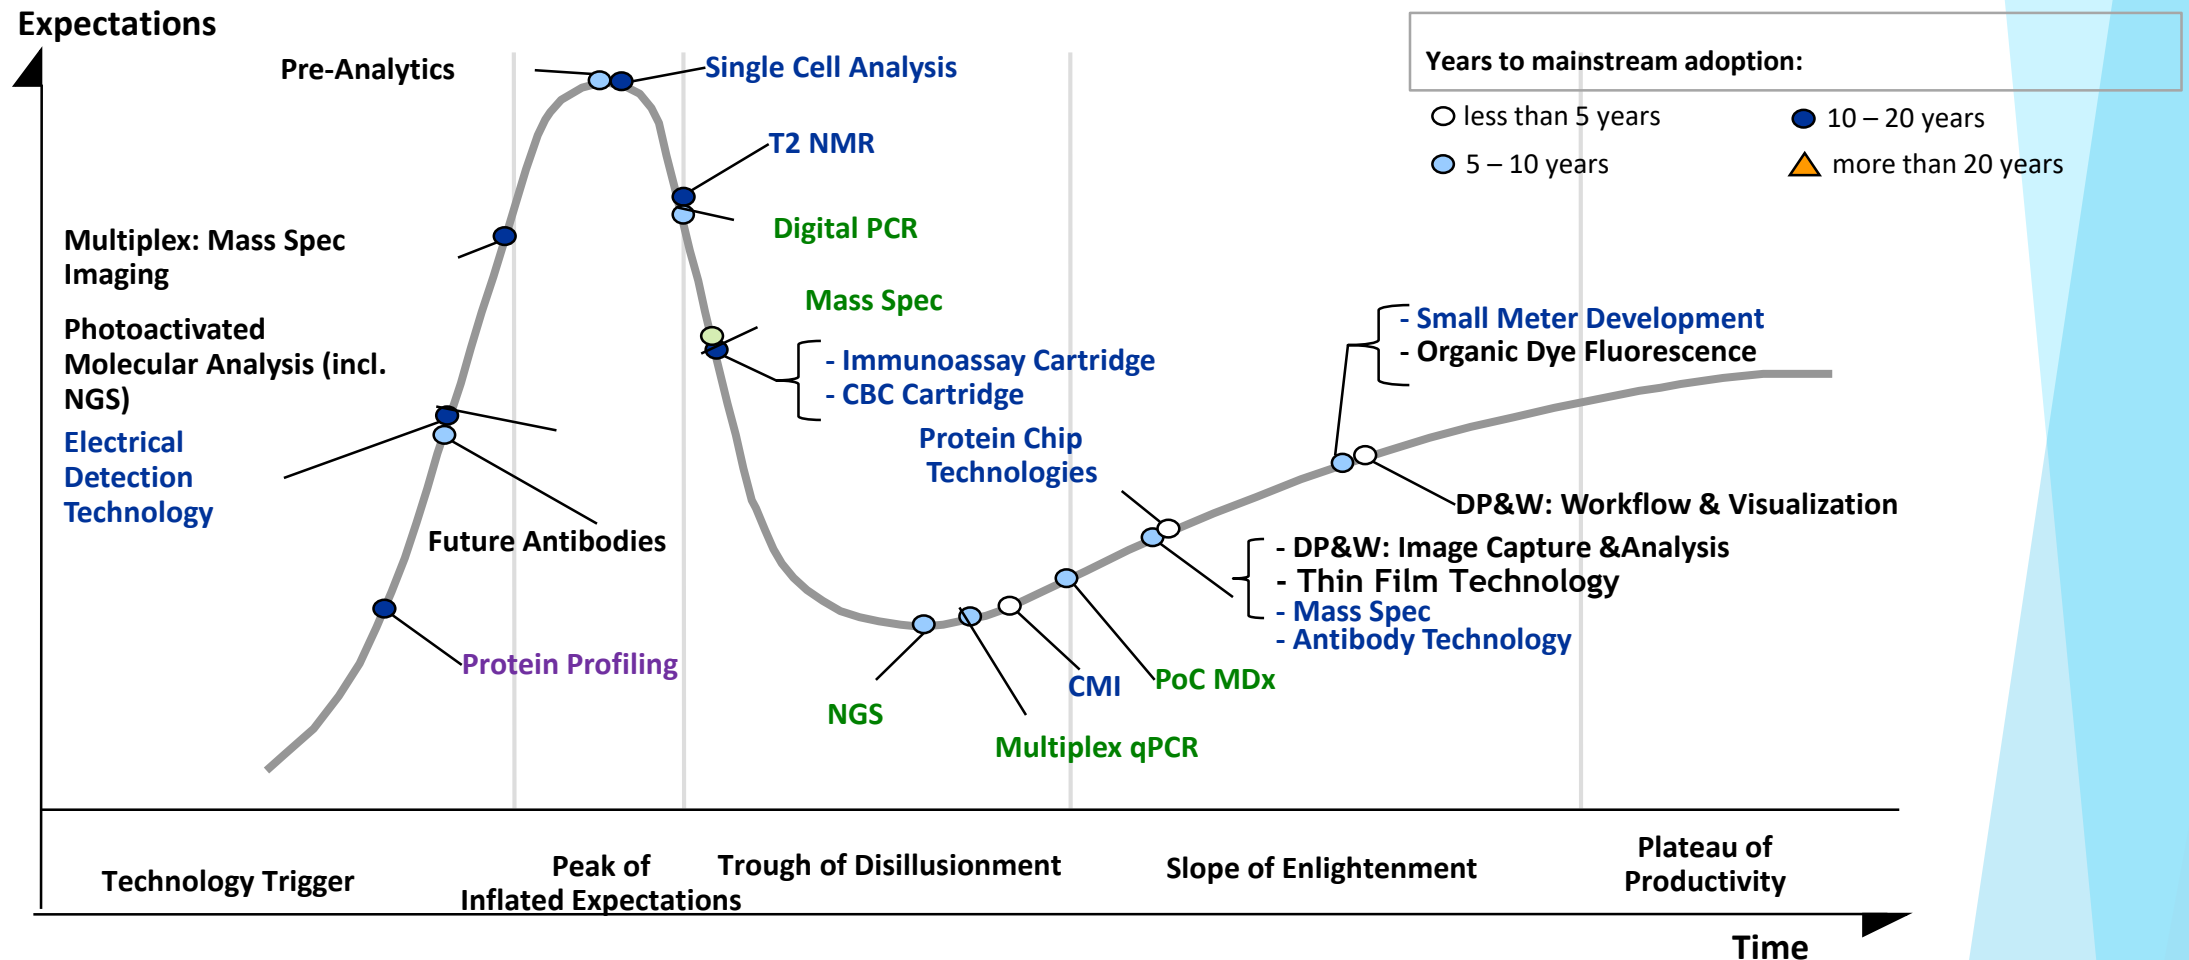 Expectations
Pre-Analytics
Single Cell Analysis
Years to mainstream adoption:
less than 5 years
10 – 20 years
5 – 10 years
more than 20 years
T2 NMR
Digital PCR
Multiplex: Mass Spec
Imaging
Mass Spec
Photoactivated
Molecular Analysis (incl.
NGS)
- Immunoassay Cartridge
- CBC Cartridge
- Small Meter Development
- Organic Dye Fluorescence
Electrical
Detection
Technology
Protein Chip
Technologies
Future Antibodies
DP&W: Workflow & Visualization
- DP&W: Image Capture &Analysis
- Thin Film Technology
- Mass Spec
- Antibody Technology
Protein Profiling
NGS
CMI
PoC MDx
Multiplex qPCR
Technology Trigger
Peak of
Inflated Expectations
Trough of Disillusionment
Slope of Enlightenment
Plateau of
Productivity
Time